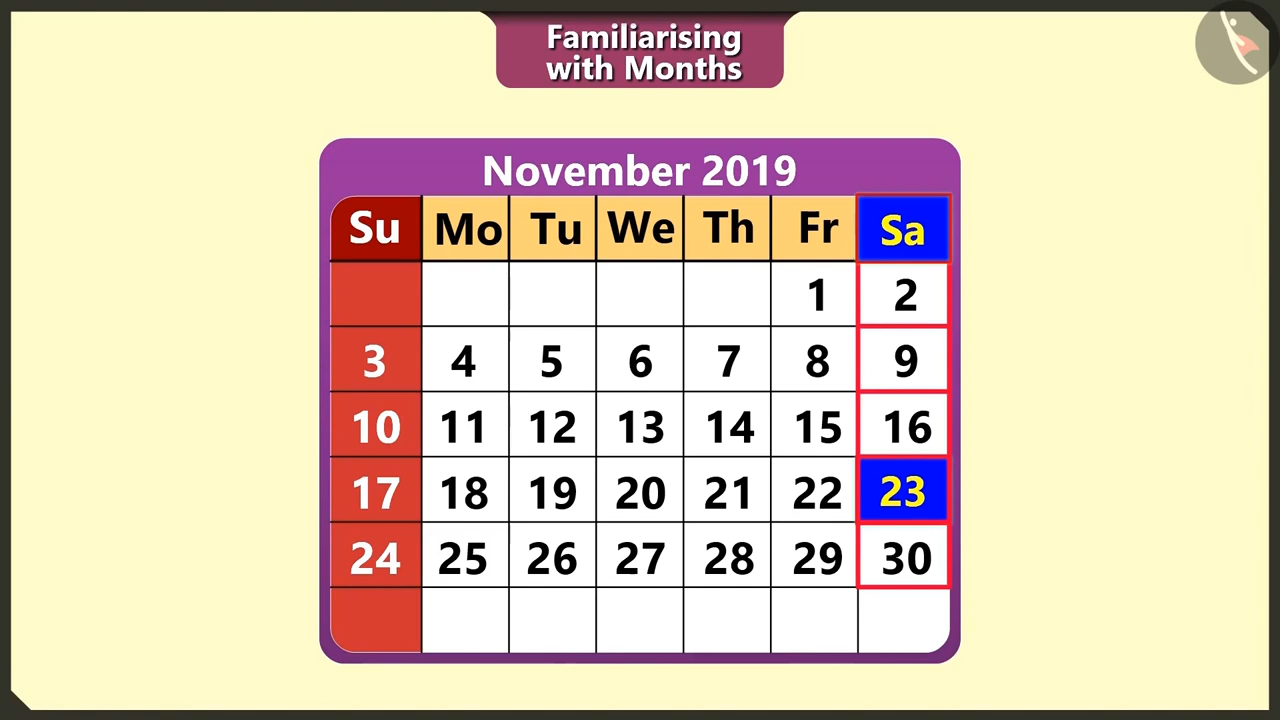 Familiarising
with Months
November 2019
Su Mo Tu We Th Fr Sa
1 2
3 4 5 6 7 8 9
10 11 12 13 14 15 16
17 18 19 20 21 22 23
24 25 26 27 28 29 30